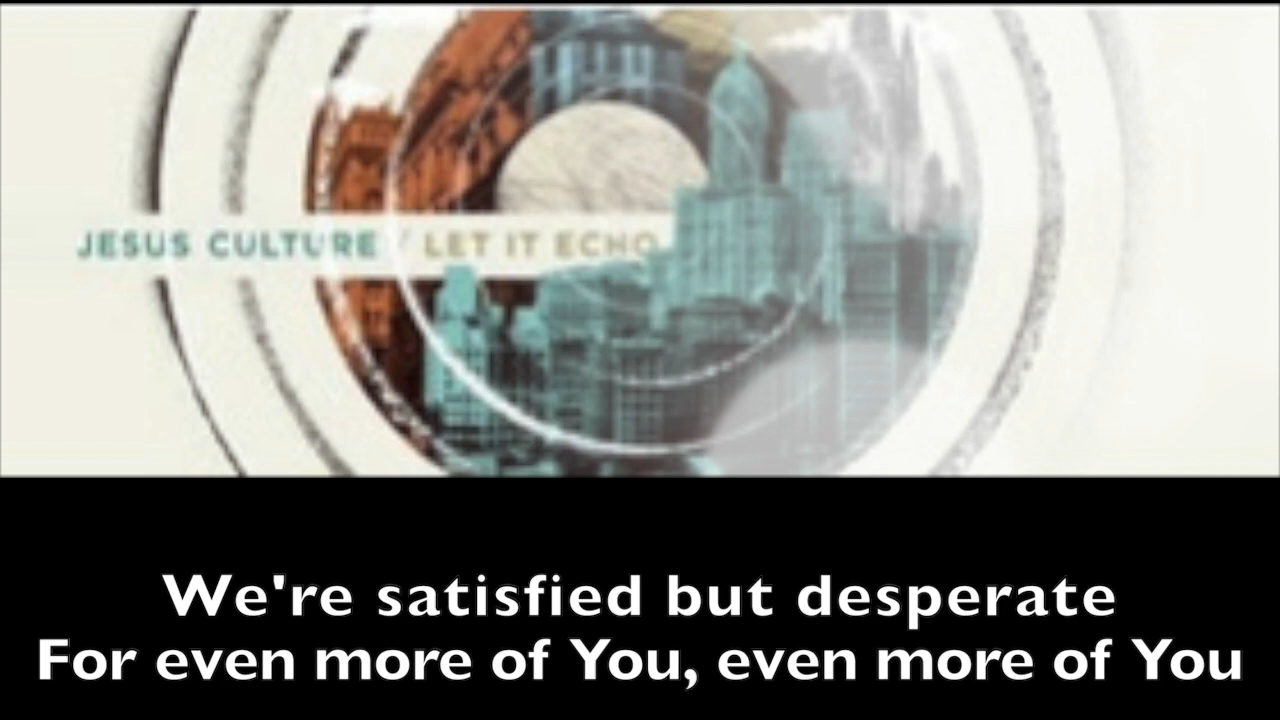 JESUS CULTURE / LET IT ECHO
We're satisfied but desperate
For even more of You, even more of You